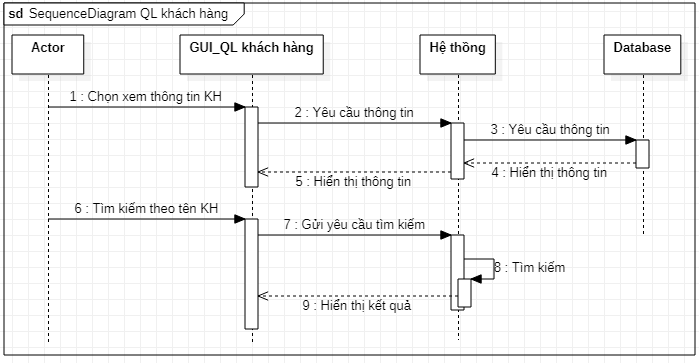 sd SequenceDiagram QL khách hàng
Actor
GUI_QL khách hàng
Hệ thống
Database
1 : Chọn xem thông tin KH
2 : Yêu cầu thông tin
3 : Yêu cầu thông tin
4 : Hiển thị thông tin
5 : Hiển thị thông tin
6 : Tìm kiếm theo tên KH
7 : Gửi yêu cầu tìm kiếm
8 : Tìm kiếm
9 : Hiển thị kết quả